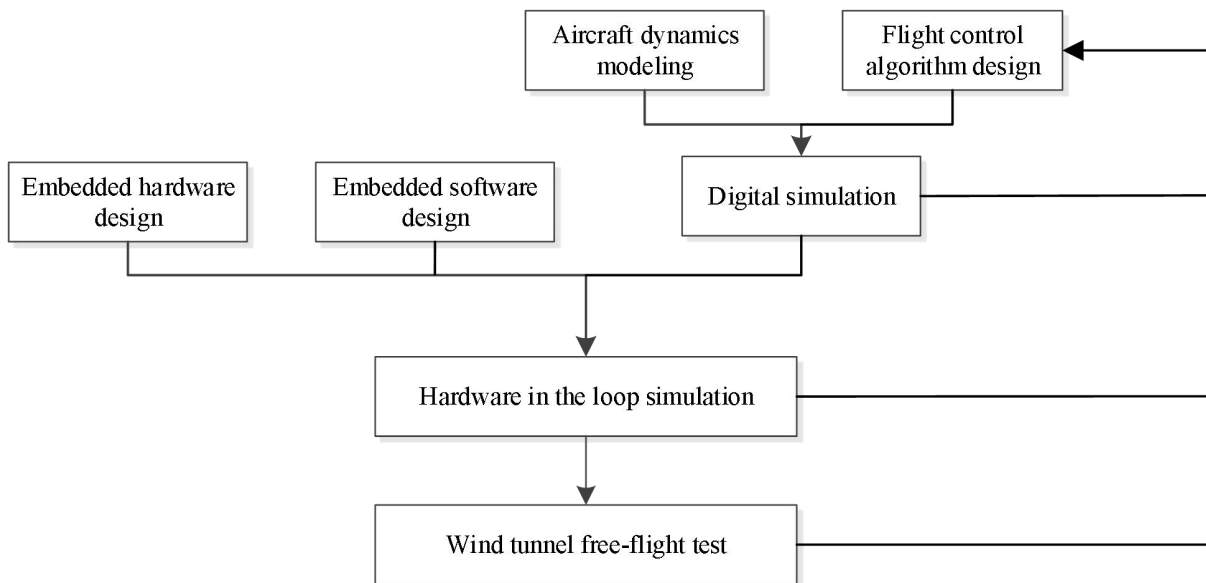 Aircraft dynamics
modeling
Flight control
algorithm design
Embedded hardware
design
Embedded software
design
Digital simulation
Hardware in the loop simulation
Wind tunnel free-flight test